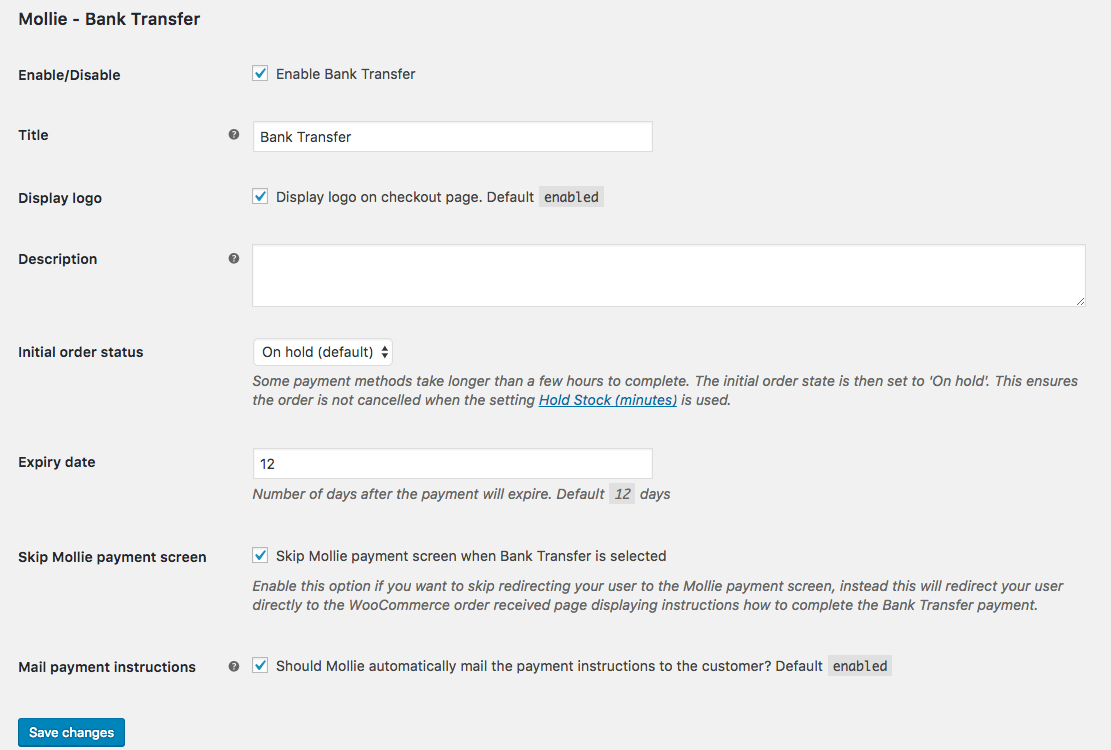 Mollie - Bank Transfer
Enable/Disable
Enable Bank Transfer
Title
Bank Transfer
Display logo
Display logo on checkout page. Default enabled
Description
Initial order status
On hold (default)
Some payment methods take longer than a few hours to complete. The initial order state is then set to 'On hold'. This ensures
the order is not cancelled when the setting Hold Stock (minutes) is used.
Expiry date
12
Number of days after the payment will expire. Default 12 days
Skip Mollie payment screen
Skip Mollie payment screen when Bank Transfer is selected
Enable this option if you want to skip redirecting your user to the Mollie payment screen, instead this will redirect your user
directly to the WooCommerce order received page displaying instructions how to complete the Bank Transfer payment.
Mail payment instructions
Should Mollie automatically mail the payment instructions to the customer? Default enabled
Save changes